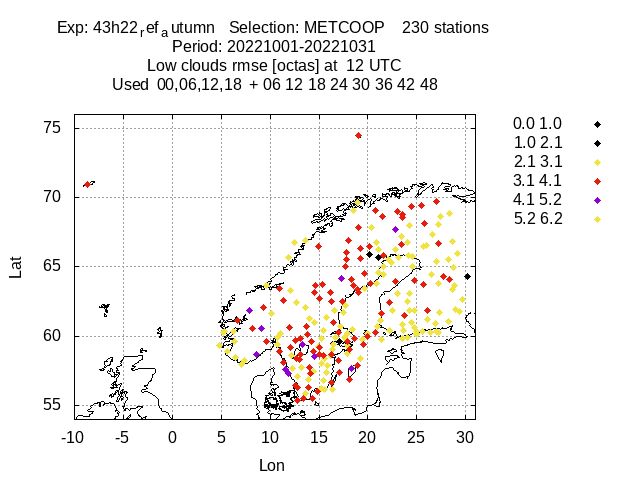 Exp: 43h22ref_autumn Selection: METCOOP 230 stations
Period: 20221001-20221031
Low clouds rmse [octas] at 12 UTC
Used 00,06,12,18 + 06 12 18 24 30 36 42 48
75
70
65
60
55
-10 -5 0 5 10 15 20 25 30
Lat
Lon
0.0 1.0
1.0 2.1
2.1 3.1
3.1 4.1
4.1 5.2
5.2 6.2